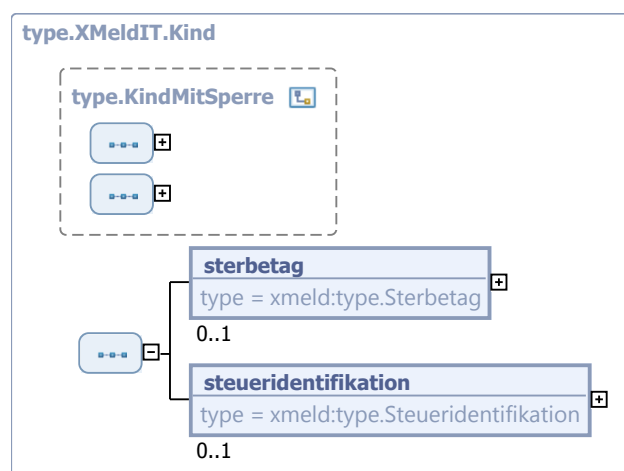 type.XMeldIT.Kind
type.KindMitSperre
sterbetag
type = xmeld:type.Sterbetag
0..1
steueridentifikation
type = xmeld:type.Steueridentifikation
0..1